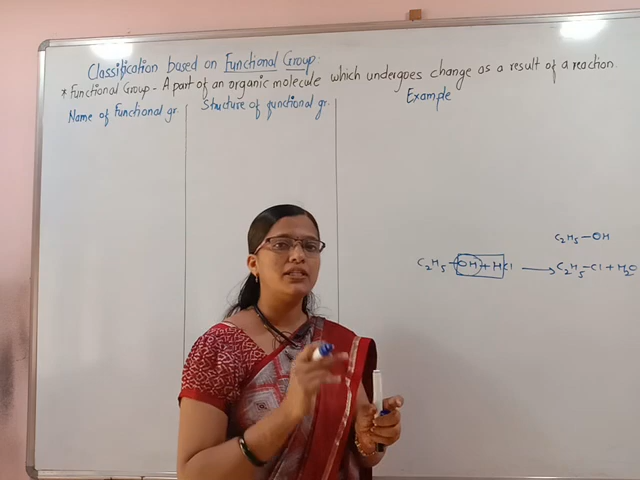 Classification based on Functional Group:
* Functional Group - A part of an organic molecule which undergoes change as a result of a reaction.
Name of Functional gr.
Structure of functional gr.
Example
C₂H₅-OH
C₂H₅-OH + HCl ⟶ C₂H₅-Cl + H₂O